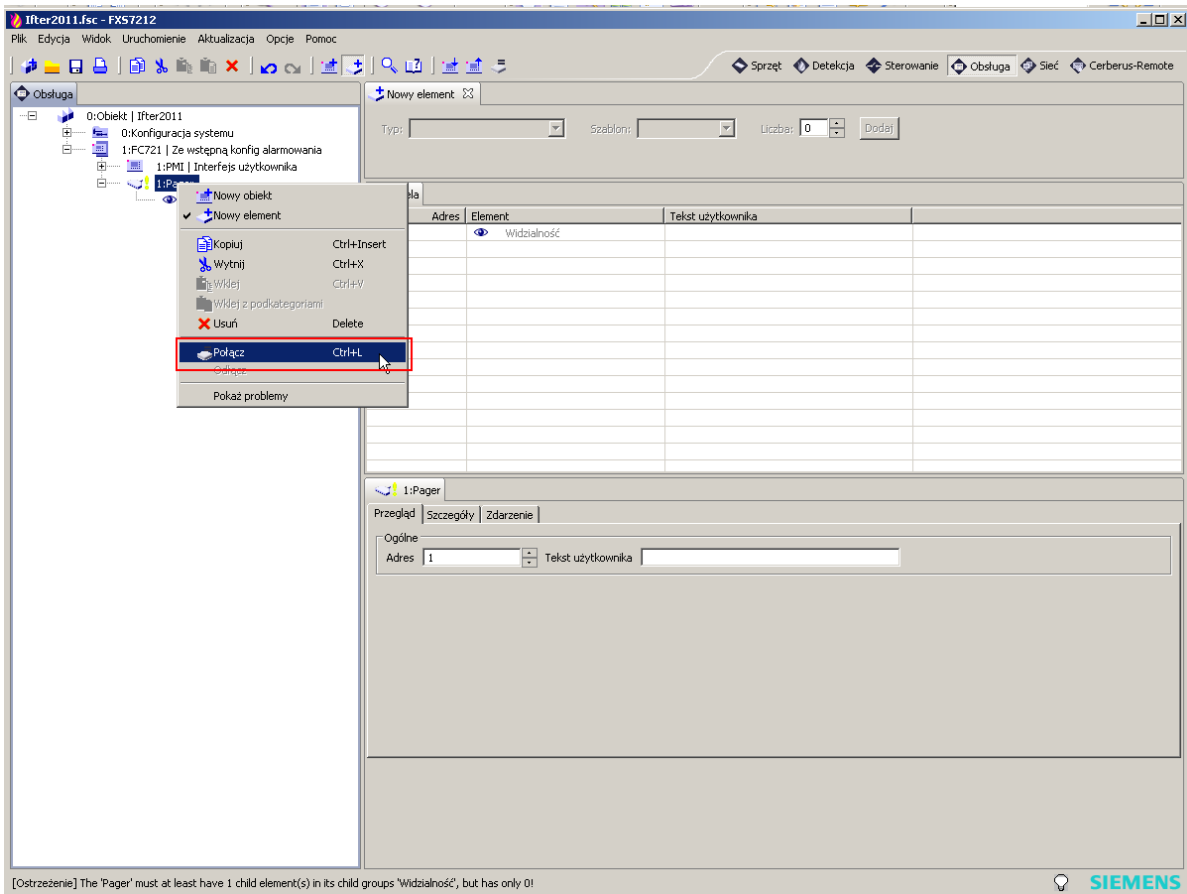 Ifter2011.fsc - FXS7212
Plik Edycja Widok Uruchomienie Aktualizacja Opcje Pomoc
Sprzęt Detekcja Sterowanie Obsługa Sieć Cerberus-Remote
Obsługa
0:Obiekt | Ifter2011
0:Konfiguracja systemu
1:FC721 | Ze wstępną konfig alarmowania
1:PMI | Interfejs użytkownika
1:Pager
Nowy obiekt
Nowy element
Kopiuj Ctrl+Insert
Wytnij Ctrl+X
Wklej Ctrl+V
Wklej z podkategoriami
Usuń Delete
Połącz Ctrl+L
Odłącz
Pokaż problemy
Nowy element
Typ: Szablon: Liczba: 0 Dodaj
ela
Adres Element Tekst użytkownika
Widzialność
1:Pager
Przegląd Szczegóły Zdarzenie
Ogólne
Adres 1 Tekst użytkownika
[Ostrzeżenie] The 'Pager' must at least have 1 child element(s) in its child groups 'Widzialność', but has only 0!
SIEMENS